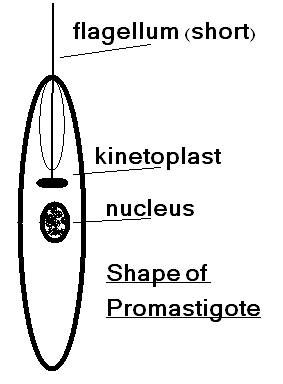 flagellum (short)
kinetoplast
nucleus
Shape of
Promastigote